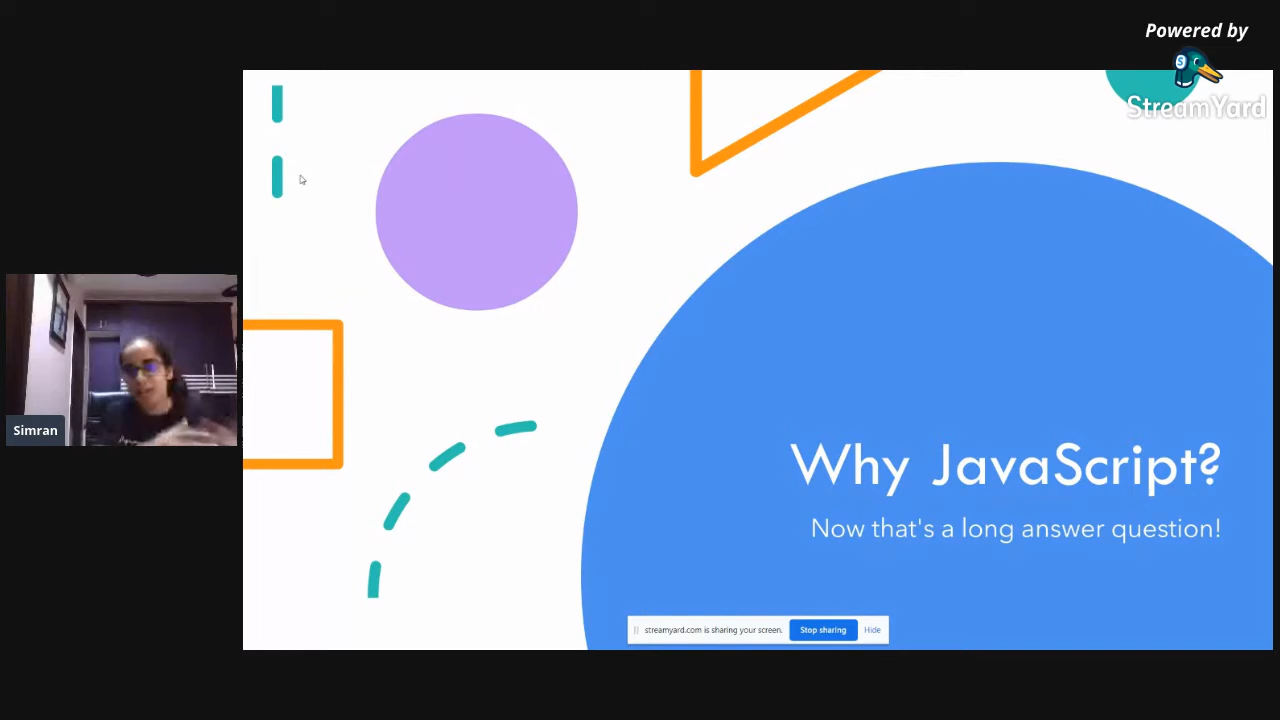 Powered by
S
StreamYard
Simran
Why JavaScript?
Now that's a long answer question!
streamyard.com is sharing your screen.
Stop sharing
Hide